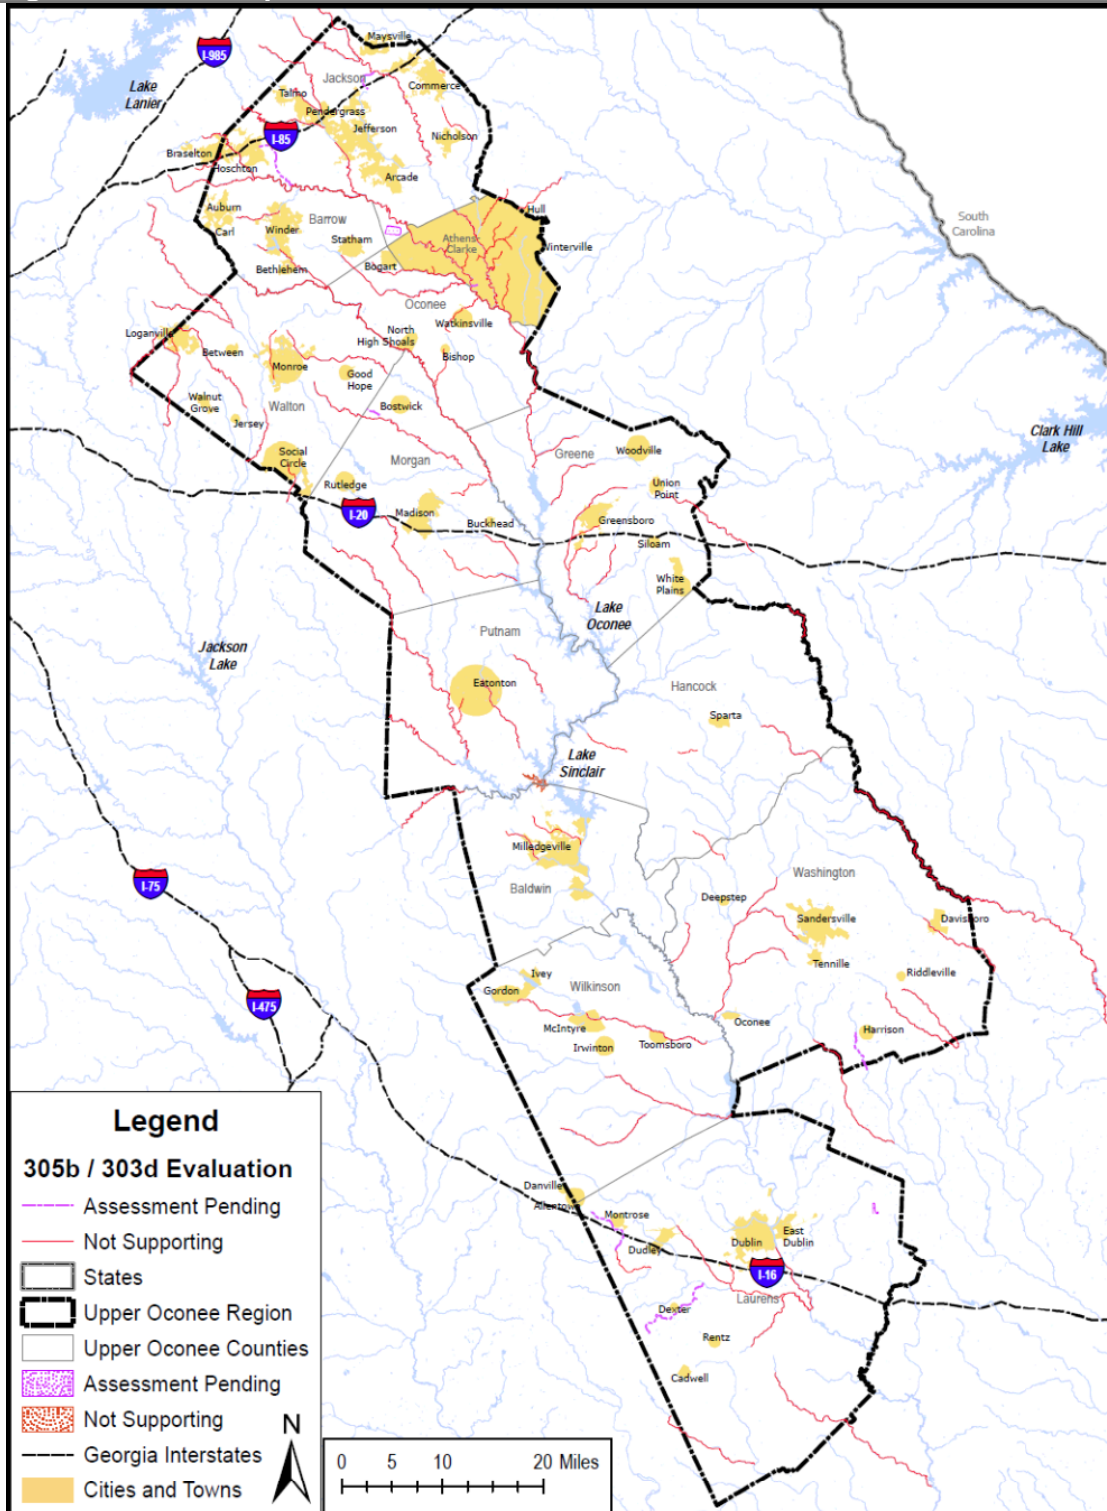 Maysville
I-985
Jackson
Lake
Lanier
Commerce
Talmo
Pendergrass
Jefferson
I-85
Nicholson
Braselton
Hoschton
Arcade
Auburn
Hull
Carl
Barrow
Winder
South
Carolina
Statham
Athens-
Clarke
Winterville
Bethlehem
Bogart
Oconee
Watkinsville
Loganville
North
High Shoals
Between
Bishop
Monroe
Good
Hope
Walnut
Grove
Walton
Bostwick
Jersey
Clark Hill
Lake
Social
Circle
Morgan
Greene
Woodville
Rutledge
Union
Point
I-20
Madison
Buckhead
Greensboro
Siloam
White
Plains
Lake
Oconee
Putnam
Jackson
Lake
Eatonton
Hancock
Sparta
Lake
Sinclair
Milledgeville
I-75
Baldwin
Washington
Deepstep
Sandersville
Davisboro
Tennille
Ivey
Riddleville
Gordon
Wilkinson
I-475
McIntyre
Oconee
Harrison
Irwinton
Toomsboro
Danville
Allentown
Montrose
Dudley
Dublin
East
Dublin
I-16
Laurens
Dexter
Rentz
Cadwell
Legend
305b / 303d Evaluation
Assessment Pending
Not Supporting
States
Upper Oconee Region
Upper Oconee Counties
Assessment Pending
Not Supporting
Georgia Interstates
Cities and Towns
N
0 5 10 20 Miles